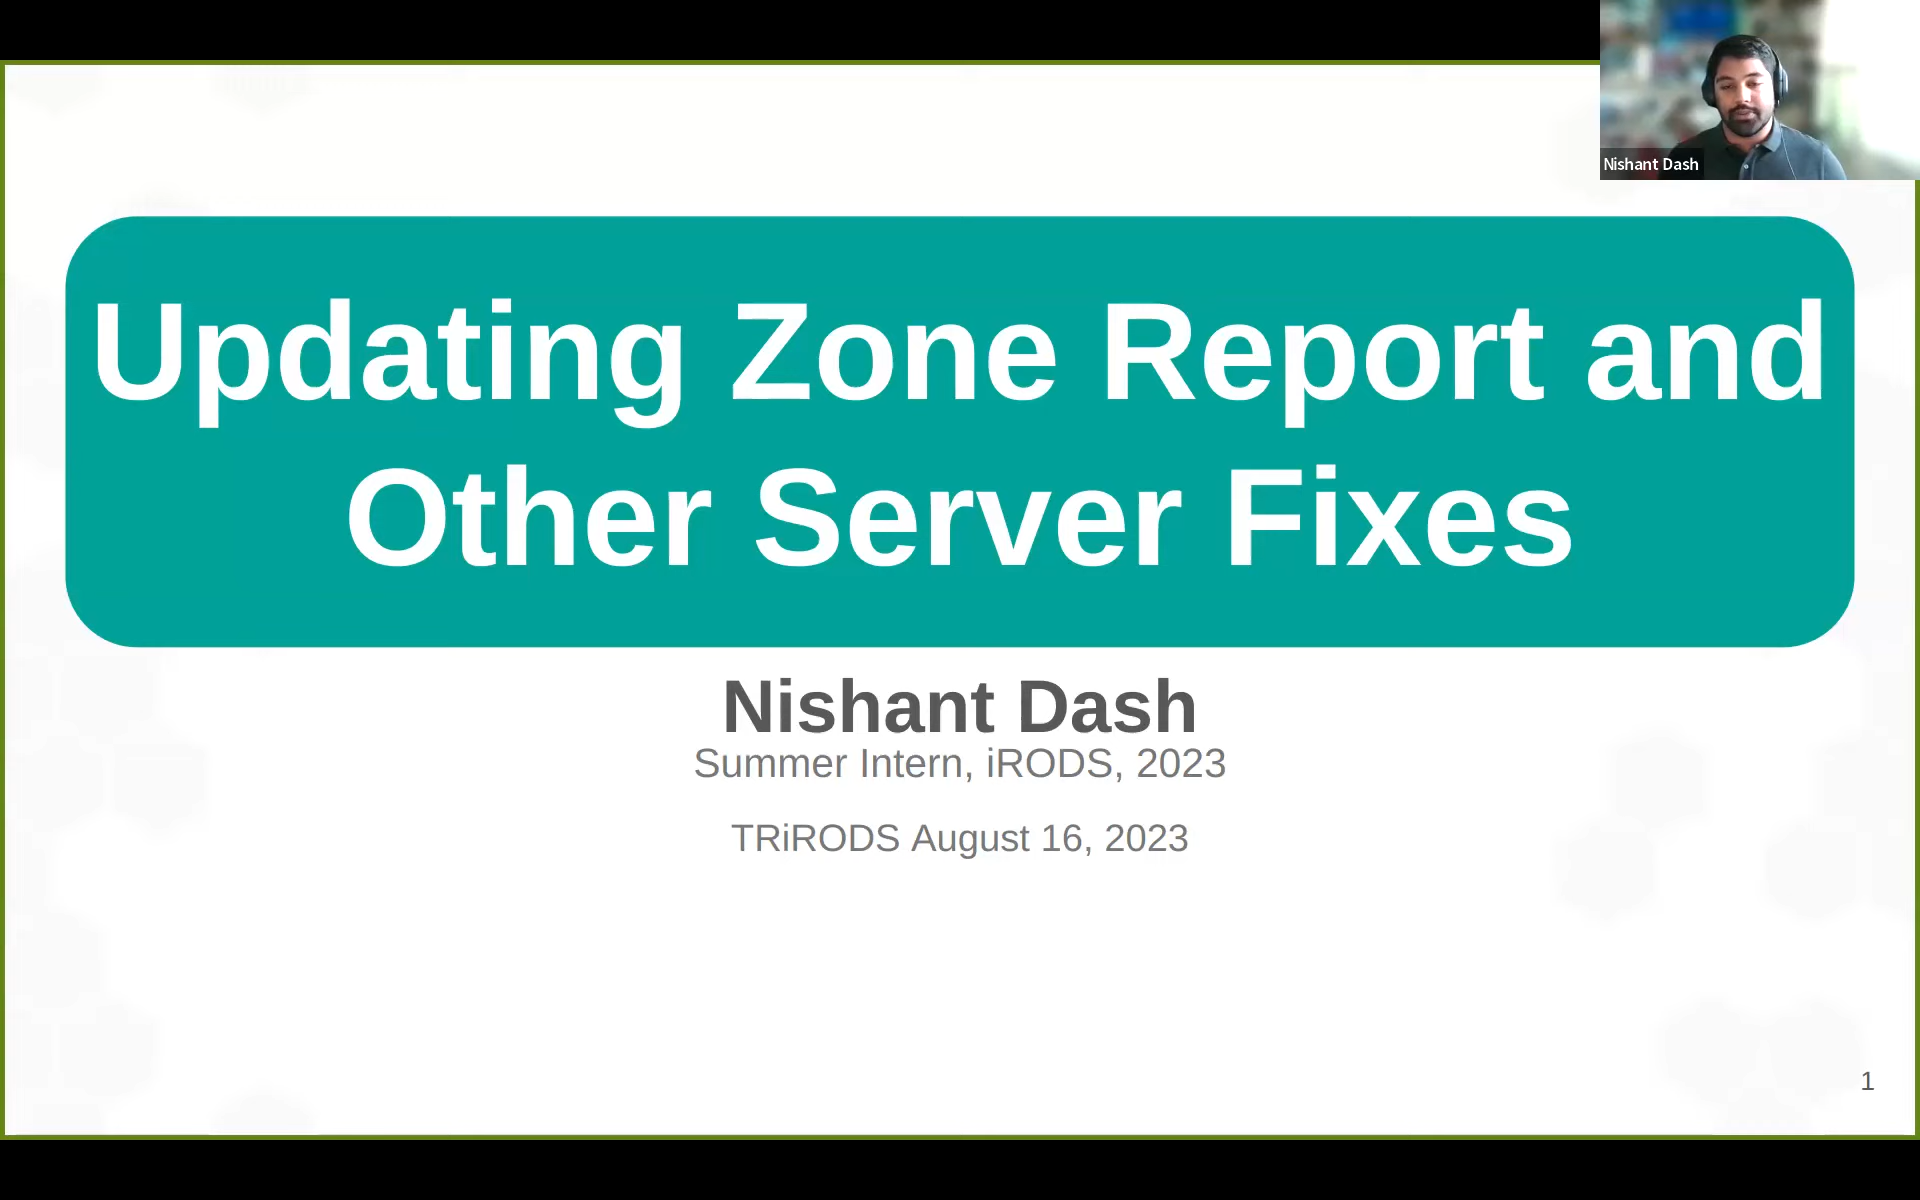 Nishant Dash
Updating Zone Report and
Other Server Fixes
Nishant Dash
Summer Intern, iRODS, 2023
TRiRODS August 16, 2023
1